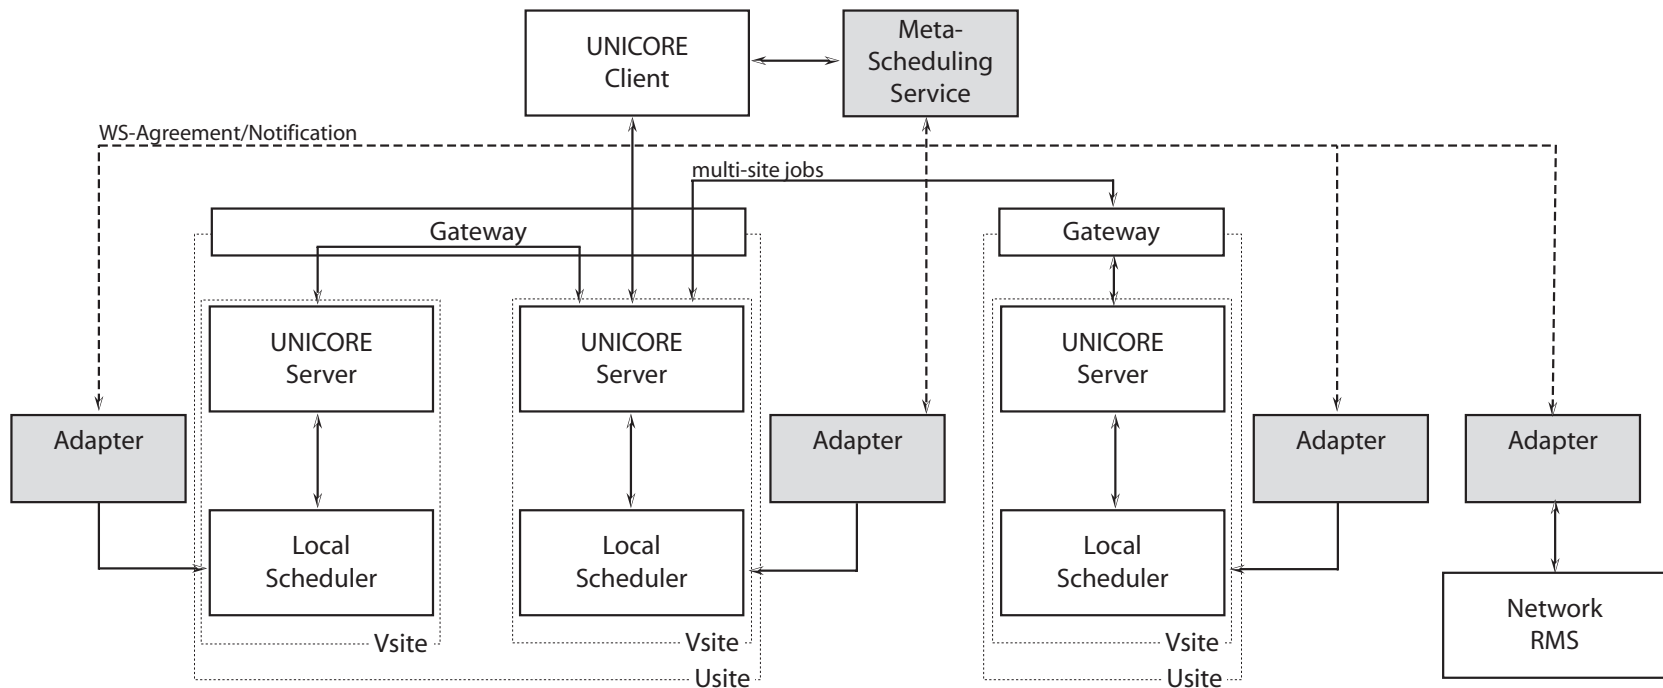 UNICORE
Client
Meta-
Scheduling
Service
WS-Agreement/Notification
multi-site jobs
Gateway
Gateway
UNICORE
Server
UNICORE
Server
UNICORE
Server
Adapter
Adapter
Adapter
Adapter
Local
Scheduler
Local
Scheduler
Local
Scheduler
Network
RMS
Vsite
Vsite
Vsite
Usite
Usite